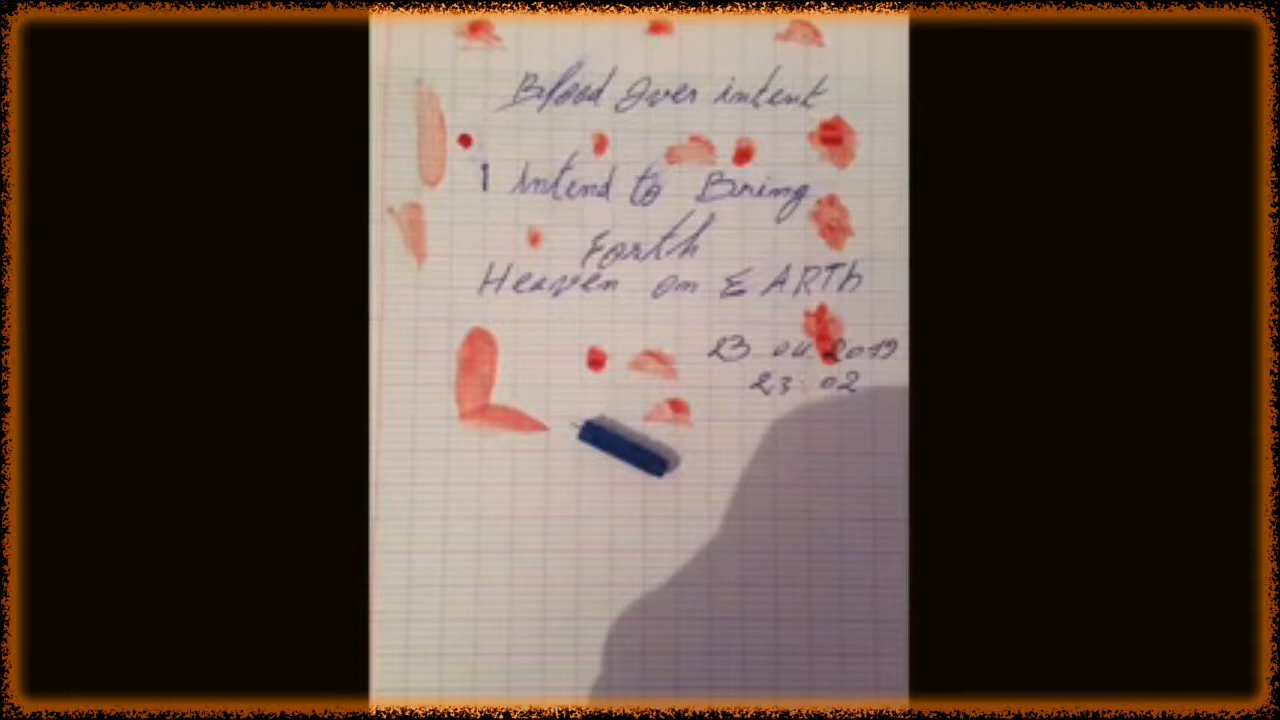 Blood Over intent
I intend to Bring
Forth
Heaven on EARTh
23 04 2019
23:02